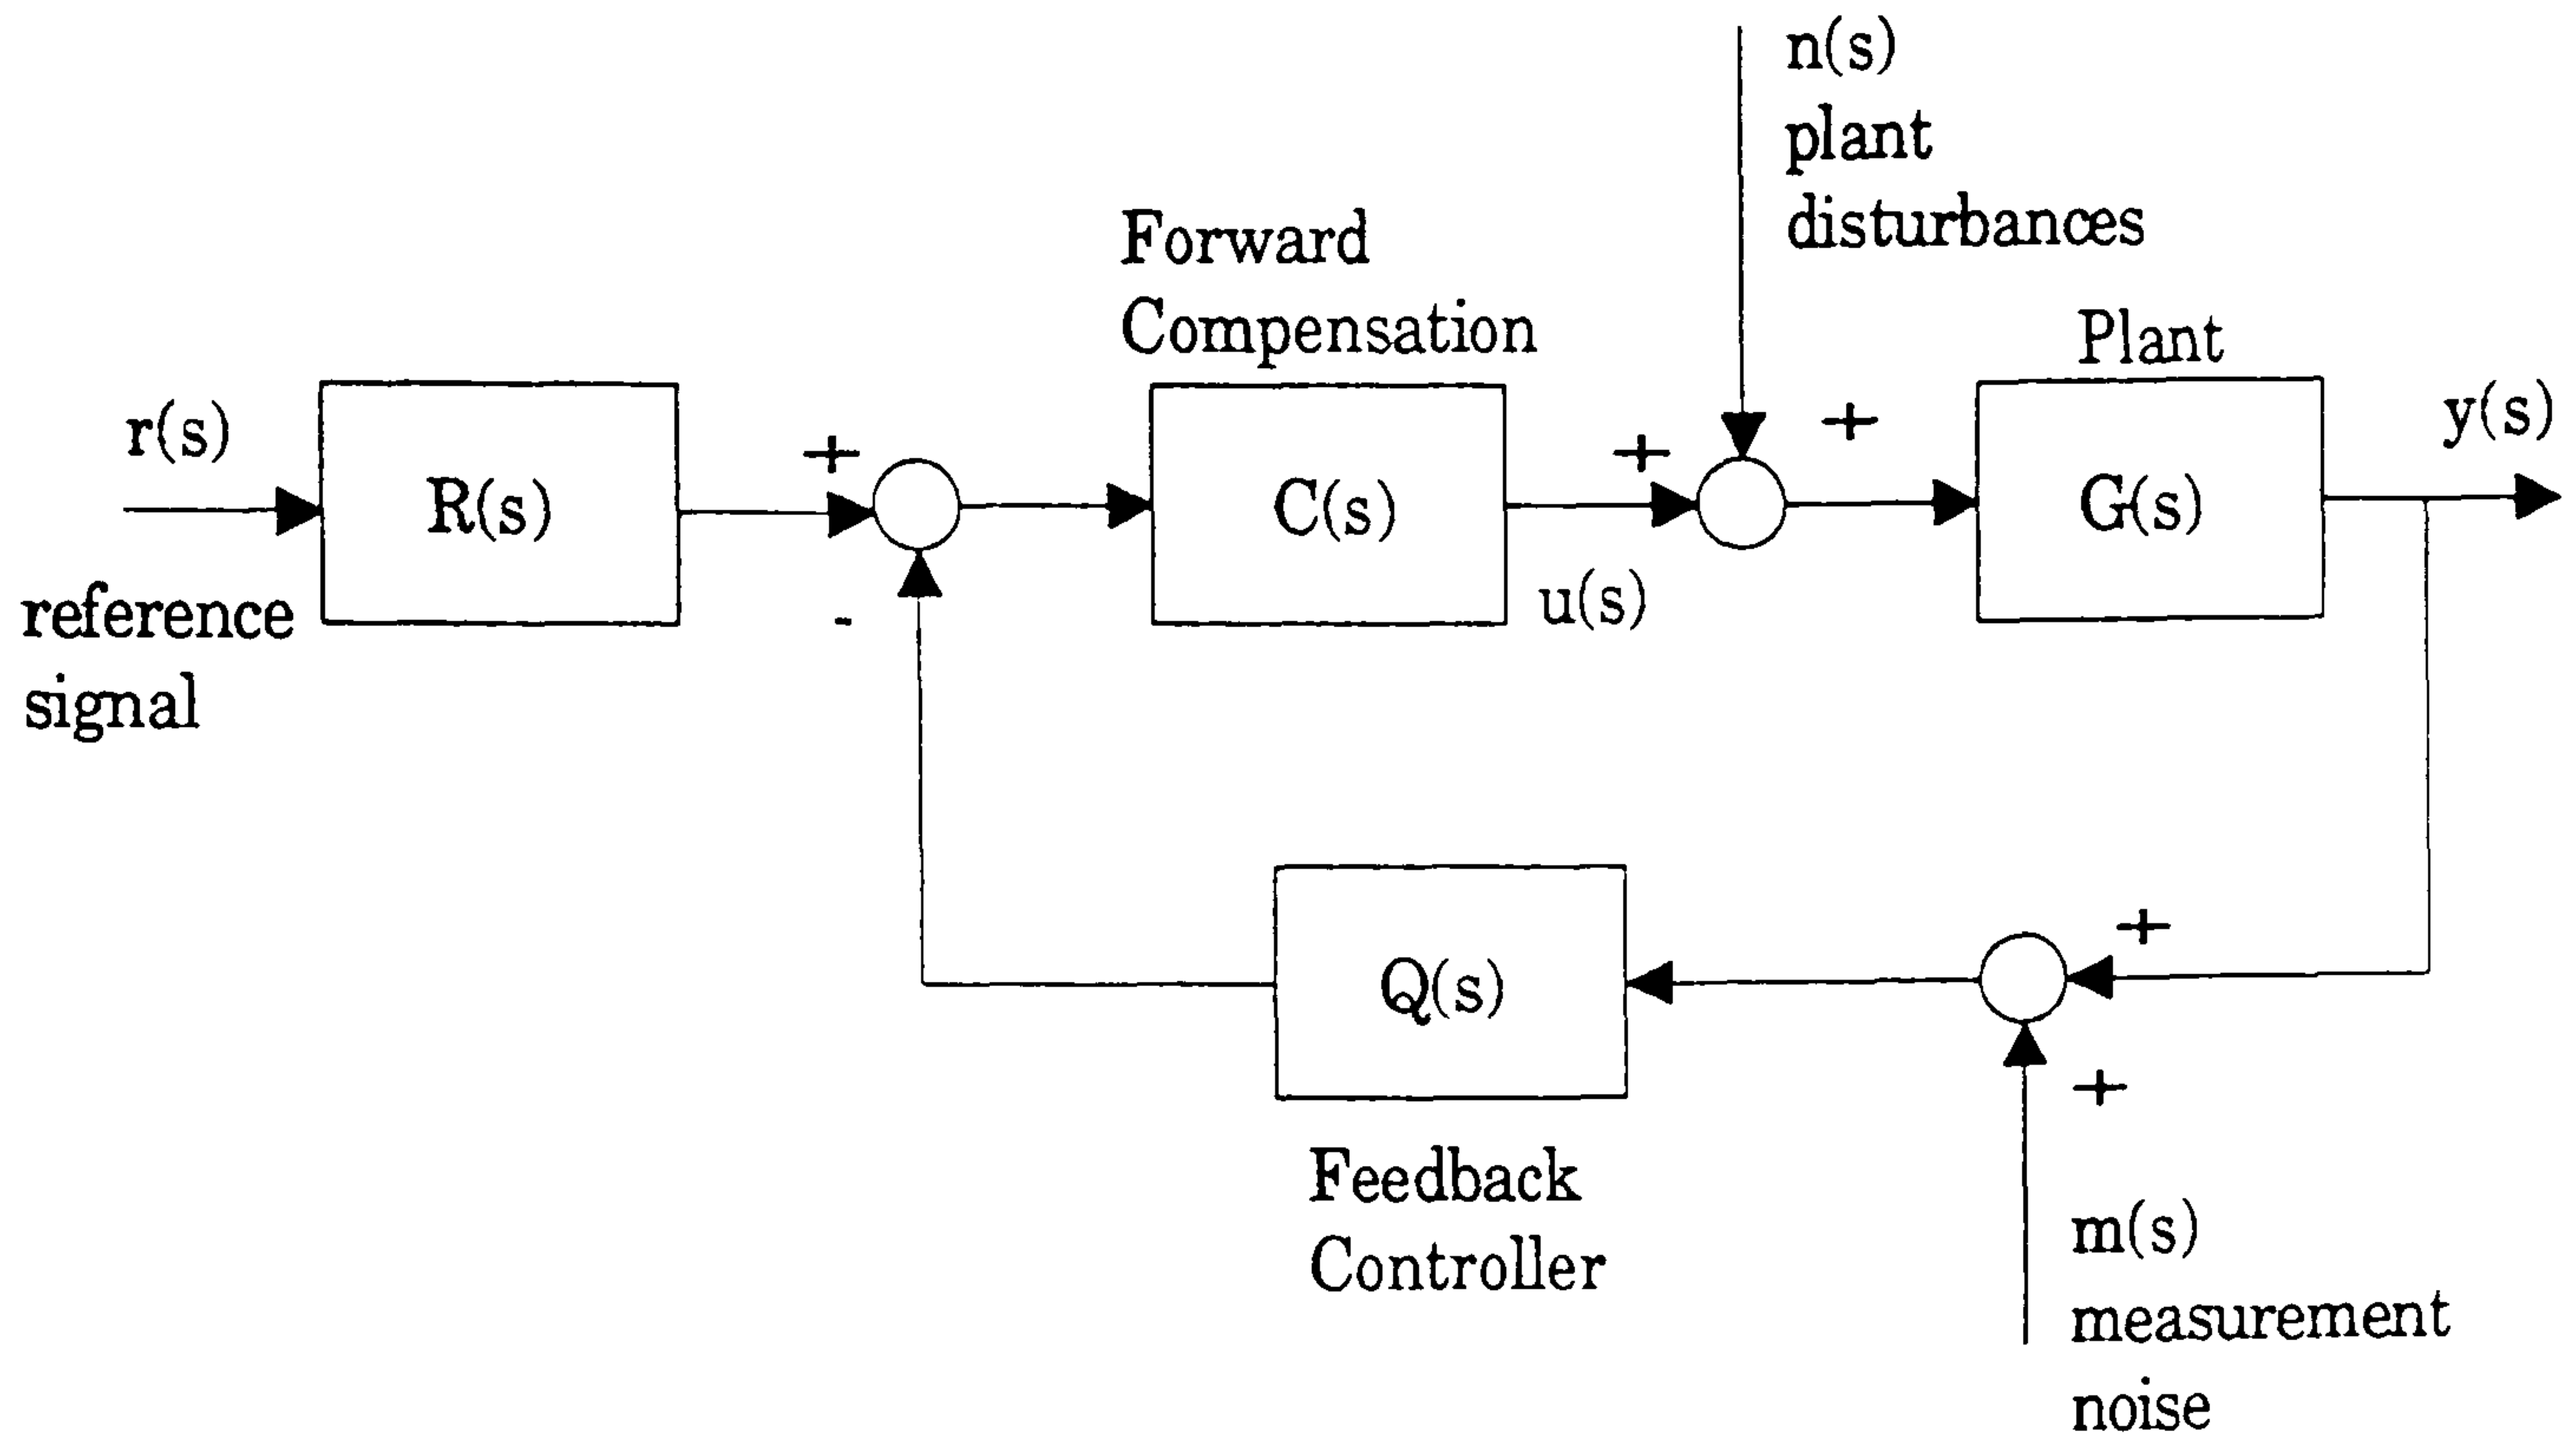 n(s)
plant
disturbances
Forward
Compensation
Plant
r(s)
R(s)
+
C(s)
+
+
G(s)
y(s)
reference
signal
-
u(s)
Q(s)
+
+
Feedback
Controller
m(s)
measurement
noise